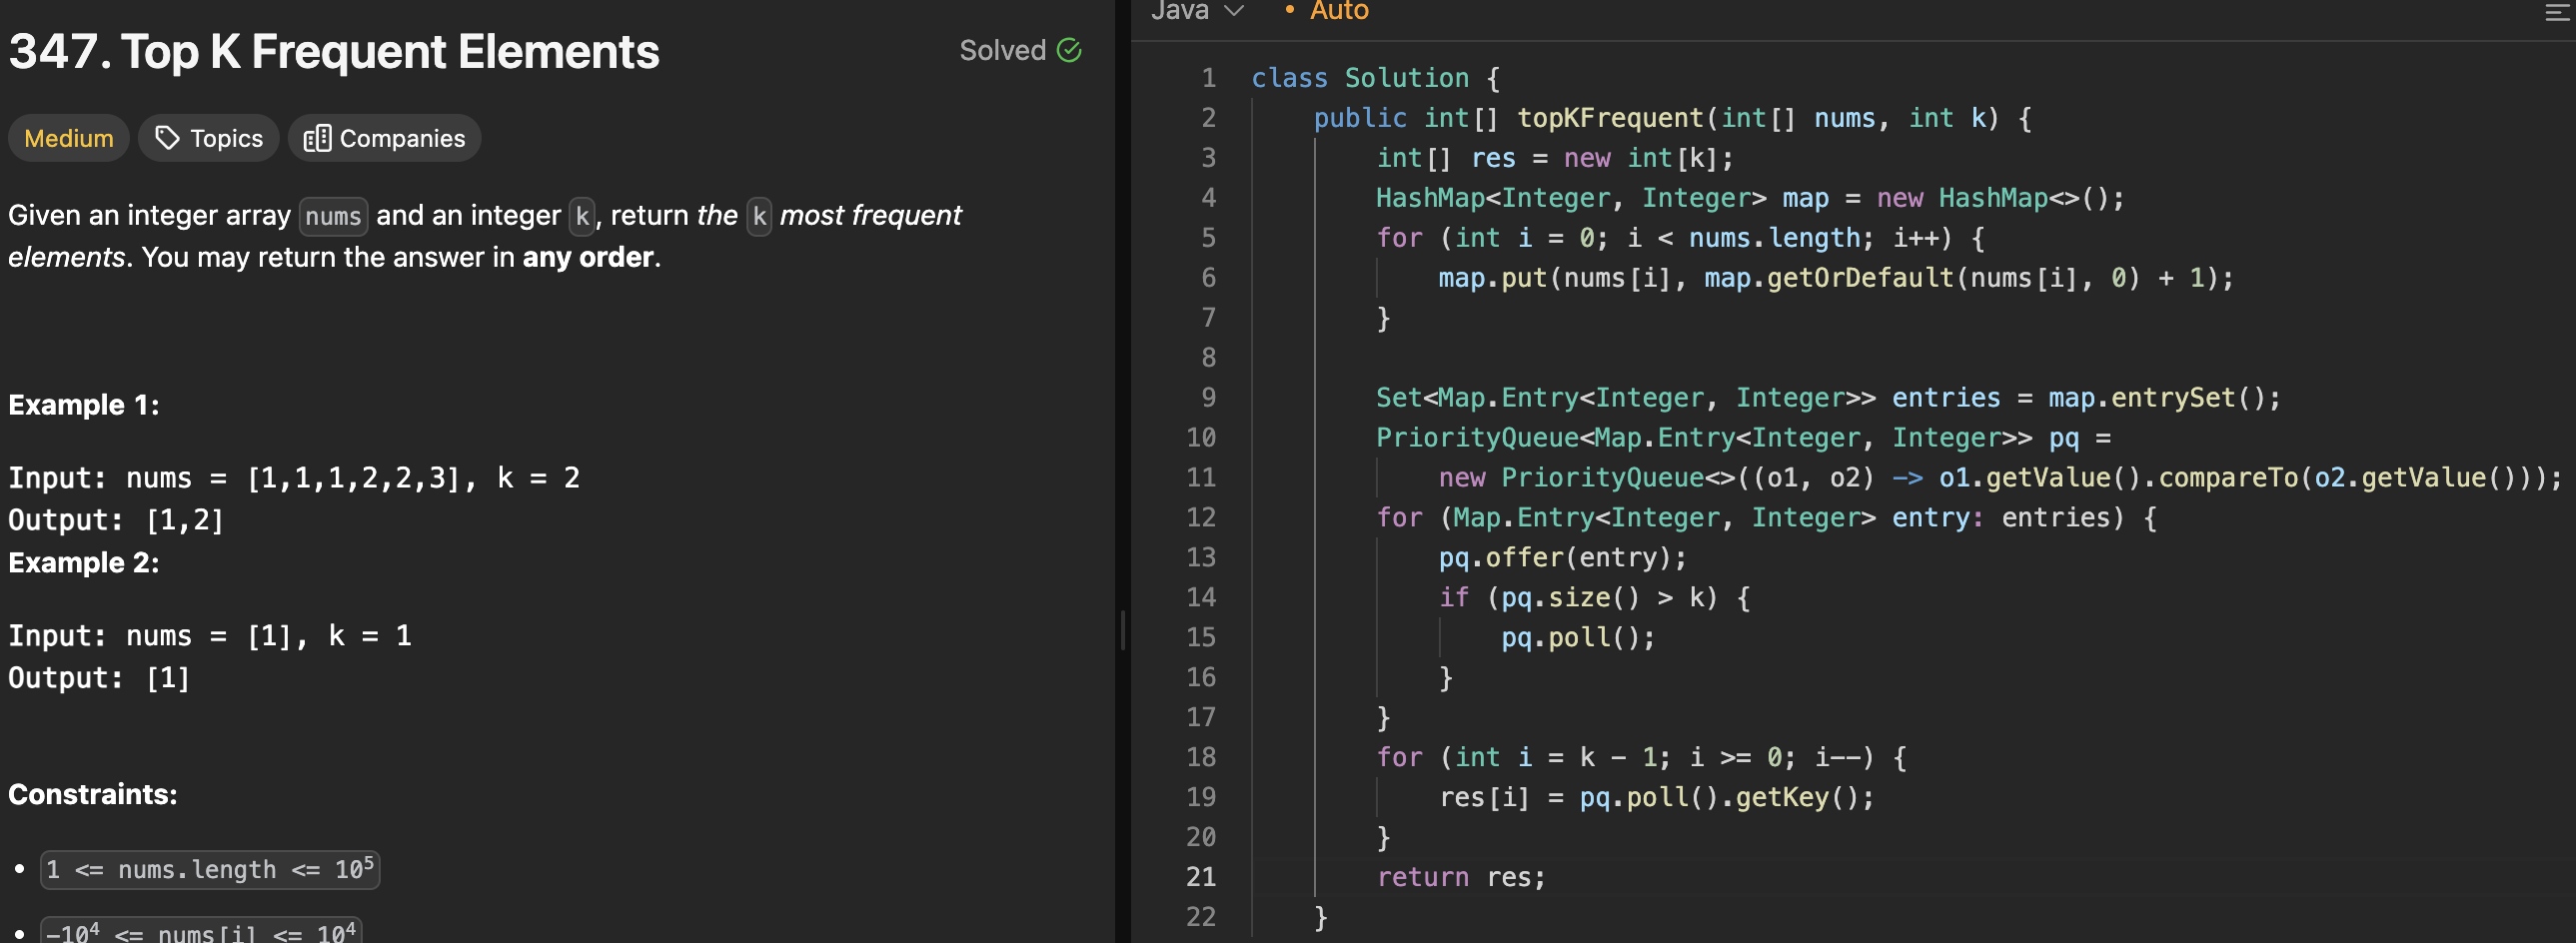 347. Top K Frequent Elements
Solved
Medium
Topics
Companies
Given an integer array nums and an integer k, return the k most frequent
elements. You may return the answer in any order.
Example 1:
Input: nums = [1,1,1,2,2,3], k = 2
Output: [1,2]
Example 2:
Input: nums = [1], k = 1
Output: [1]
Constraints:
• 1 <= nums.length <= 10⁵
• -10⁴ <= nums[i] <= 10⁴
Java
• Auto
1 class Solution {
2     public int[] topKFrequent(int[] nums, int k) {
3         int[] res = new int[k];
4         HashMap<Integer, Integer> map = new HashMap<>();
5         for (int i = 0; i < nums.length; i++) {
6             map.put(nums[i], map.getOrDefault(nums[i], 0) + 1);
7         }
8
9         Set<Map.Entry<Integer, Integer>> entries = map.entrySet();
10         PriorityQueue<Map.Entry<Integer, Integer>> pq =
11             new PriorityQueue<>((o1, o2) -> o1.getValue().compareTo(o2.getValue()));
12         for (Map.Entry<Integer, Integer> entry: entries) {
13             pq.offer(entry);
14             if (pq.size() > k) {
15                 pq.poll();
16             }
17         }
18         for (int i = k - 1; i >= 0; i--) {
19             res[i] = pq.poll().getKey();
20         }
21         return res;
22     }